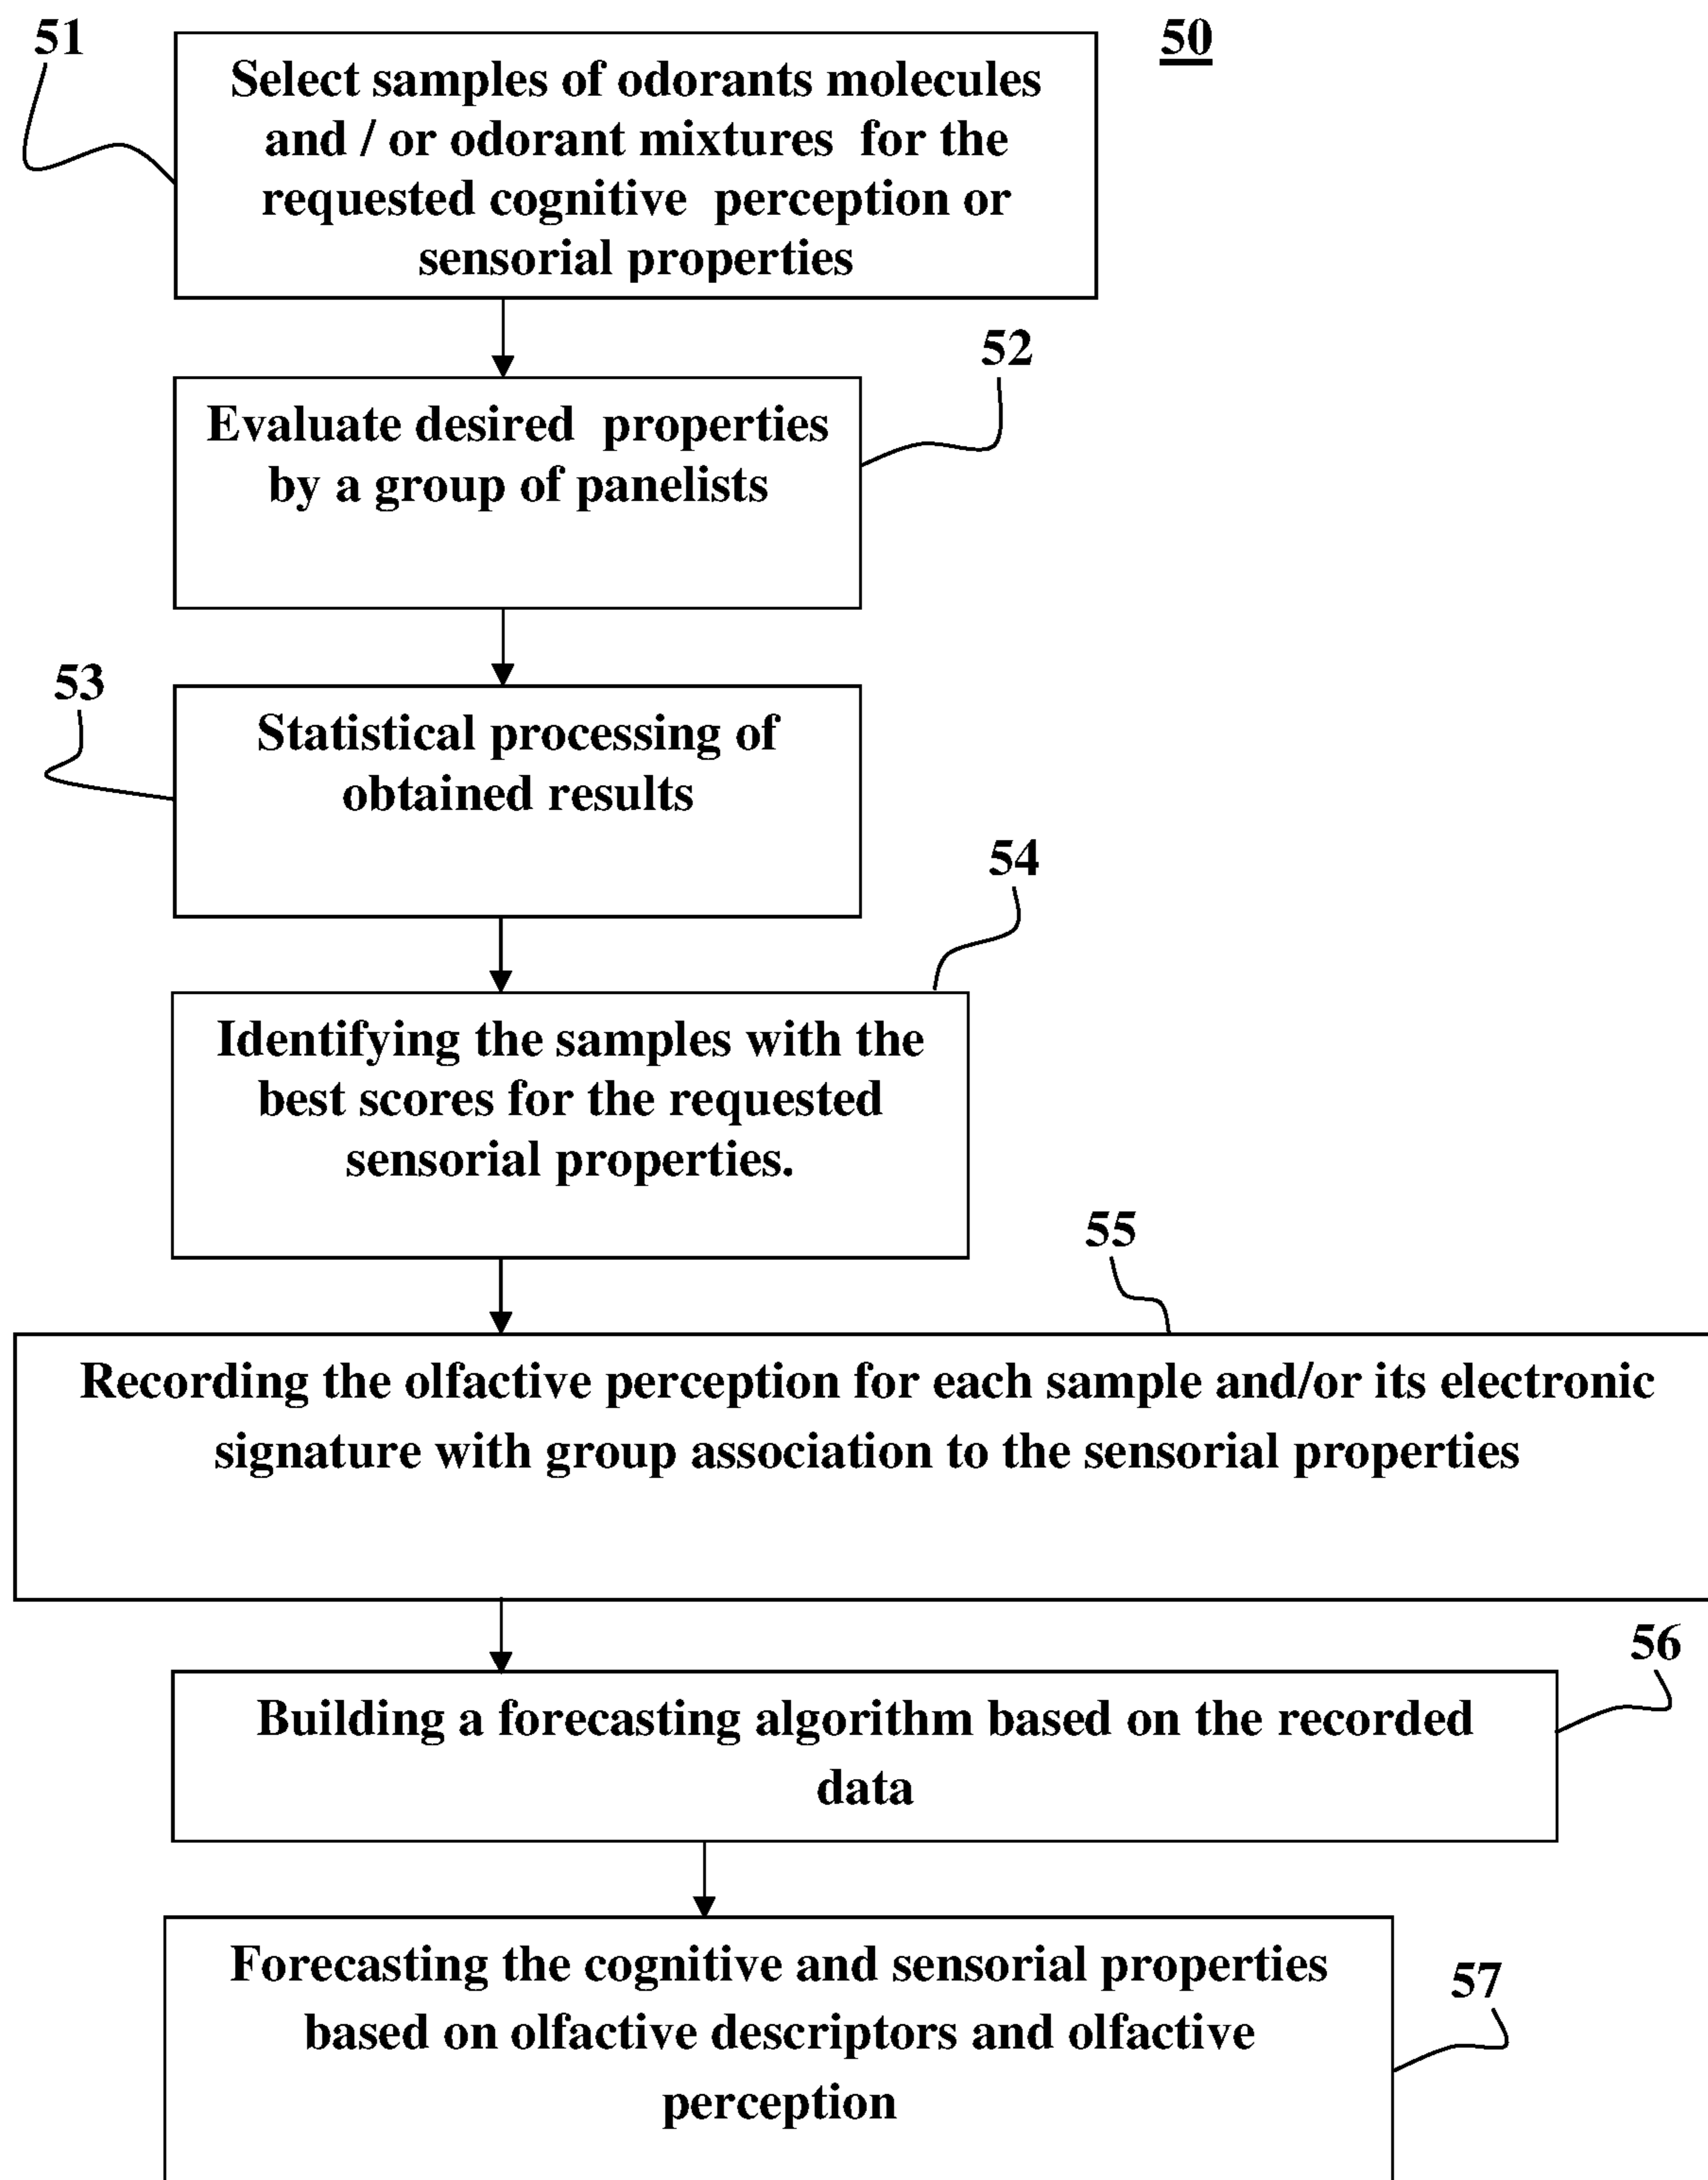 51
50
Select samples of odorants molecules
and / or odorant mixtures for the
requested cognitive perception or
sensorial properties
52
Evaluate desired properties
by a group of panelists
53
Statistical processing of
obtained results
54
Identifying the samples with the
best scores for the requested
sensorial properties.
55
Recording the olfactive perception for each sample and/or its electronic
signature with group association to the sensorial properties
56
Building a forecasting algorithm based on the recorded
data
57
Forecasting the cognitive and sensorial properties
based on olfactive descriptors and olfactive
perception